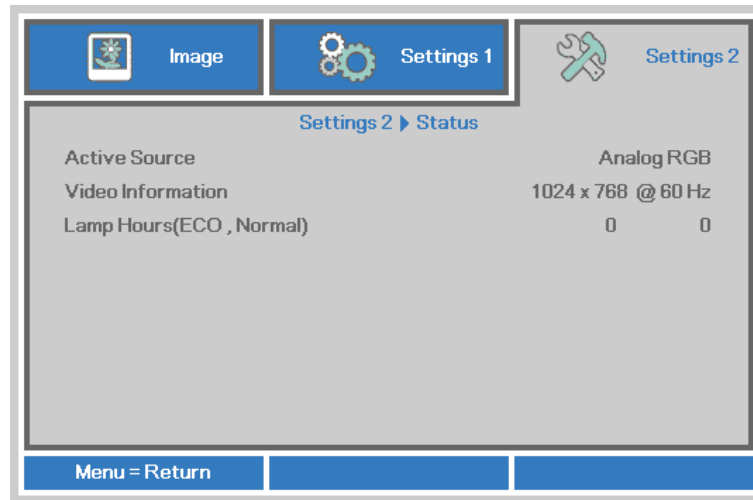 Image
Settings 1
Settings 2
Settings 2 ▶ Status
Active Source Analog RGB
Video Information 1024 x 768 @ 60 Hz
Lamp Hours(ECO , Normal) 0 0
Menu = Return